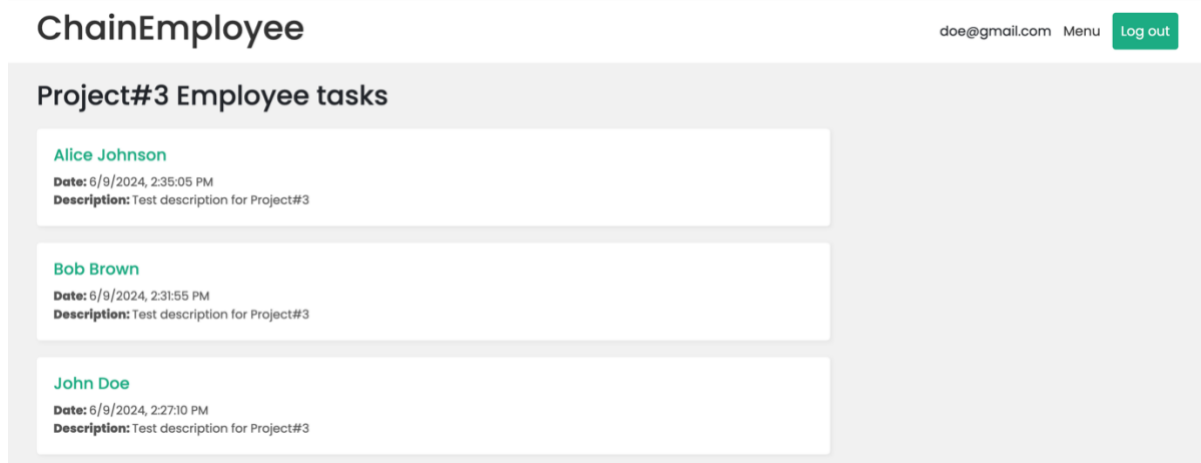 ChainEmployee
doe@gmail.com Menu Log out
Project#3 Employee tasks
Alice Johnson
Date: 6/9/2024, 2:35:05 PM
Description: Test description for Project#3
Bob Brown
Date: 6/9/2024, 2:31:55 PM
Description: Test description for Project#3
John Doe
Date: 6/9/2024, 2:27:10 PM
Description: Test description for Project#3